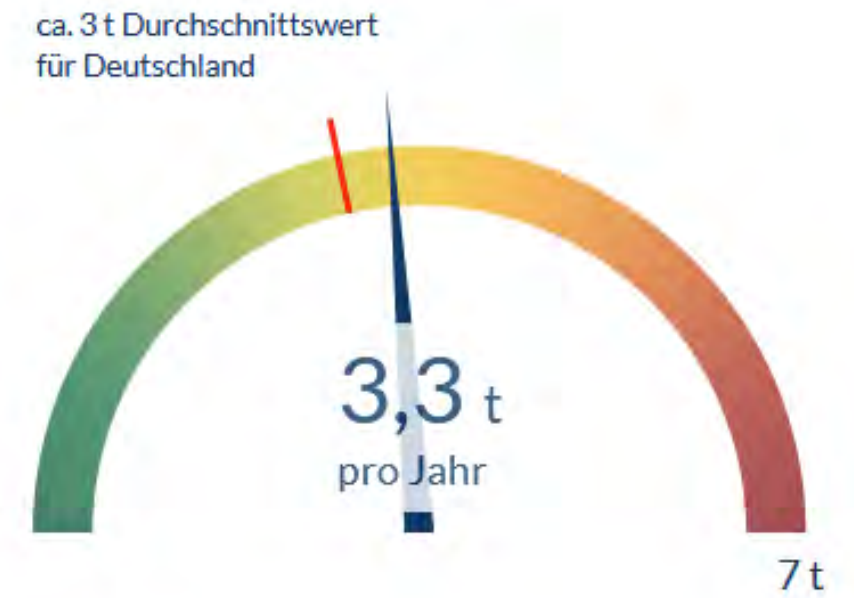 ca. 3 t Durchschnittswert
für Deutschland
3,3 t
pro Jahr
7 t